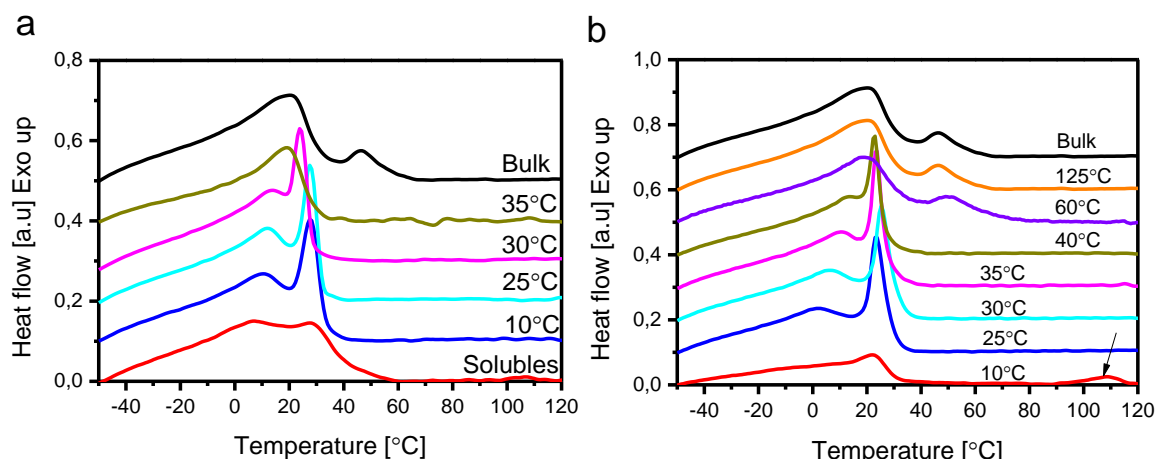 a
0,8
0,6
0,4
0,2
0,0
Heat flow [a.u] Exo up
Bulk
35°C
30°C
25°C
10°C
Solubles
-40 -20 0 20 40 60 80 100 120
Temperature [°C]
b
1,0
0,8
0,6
0,4
0,2
0,0
Heat flow [a.u] Exo up
Bulk
125°C
60°C
40°C
35°C
30°C
25°C
10°C
-40 -20 0 20 40 60 80 100 120
Temperature [°C]